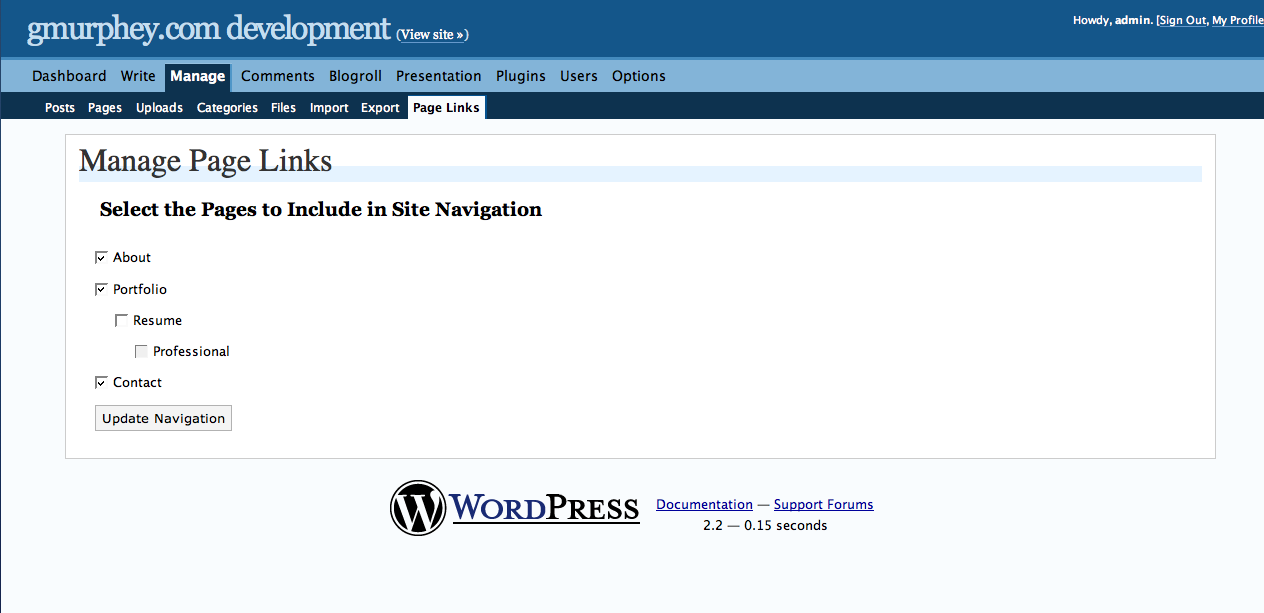 gmurphey.com development (View site »)
Howdy, admin. [Sign Out, My Profile
Dashboard Write Manage Comments Blogroll Presentation Plugins Users Options
Posts Pages Uploads Categories Files Import Export Page Links
Manage Page Links
Select the Pages to Include in Site Navigation
About
Portfolio
Resume
Professional
Contact
Update Navigation
WORDPRESS
Documentation — Support Forums
2.2 — 0.15 seconds